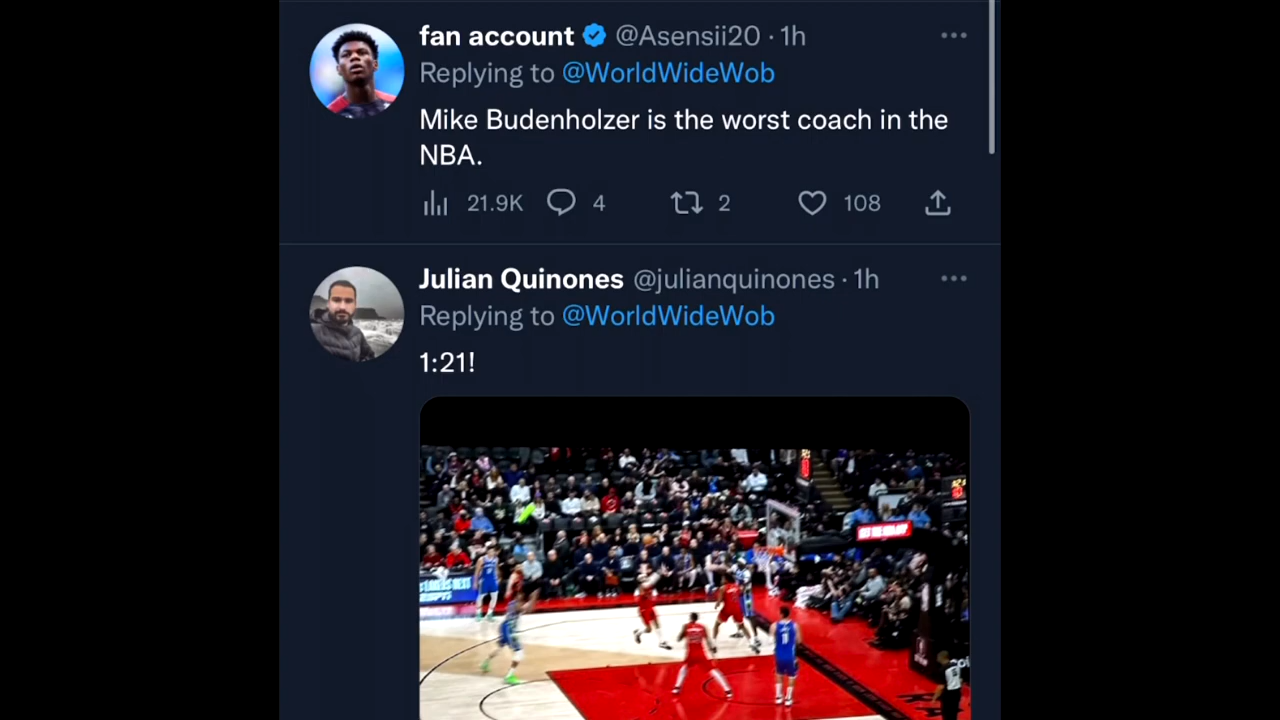 fan account @Asensii20 · 1h
Replying to @WorldWideWob
Mike Budenholzer is the worst coach in the
NBA.
21.9K 4 2 108
Julian Quinones @julianquinones · 1h
Replying to @WorldWideWob
1:21!